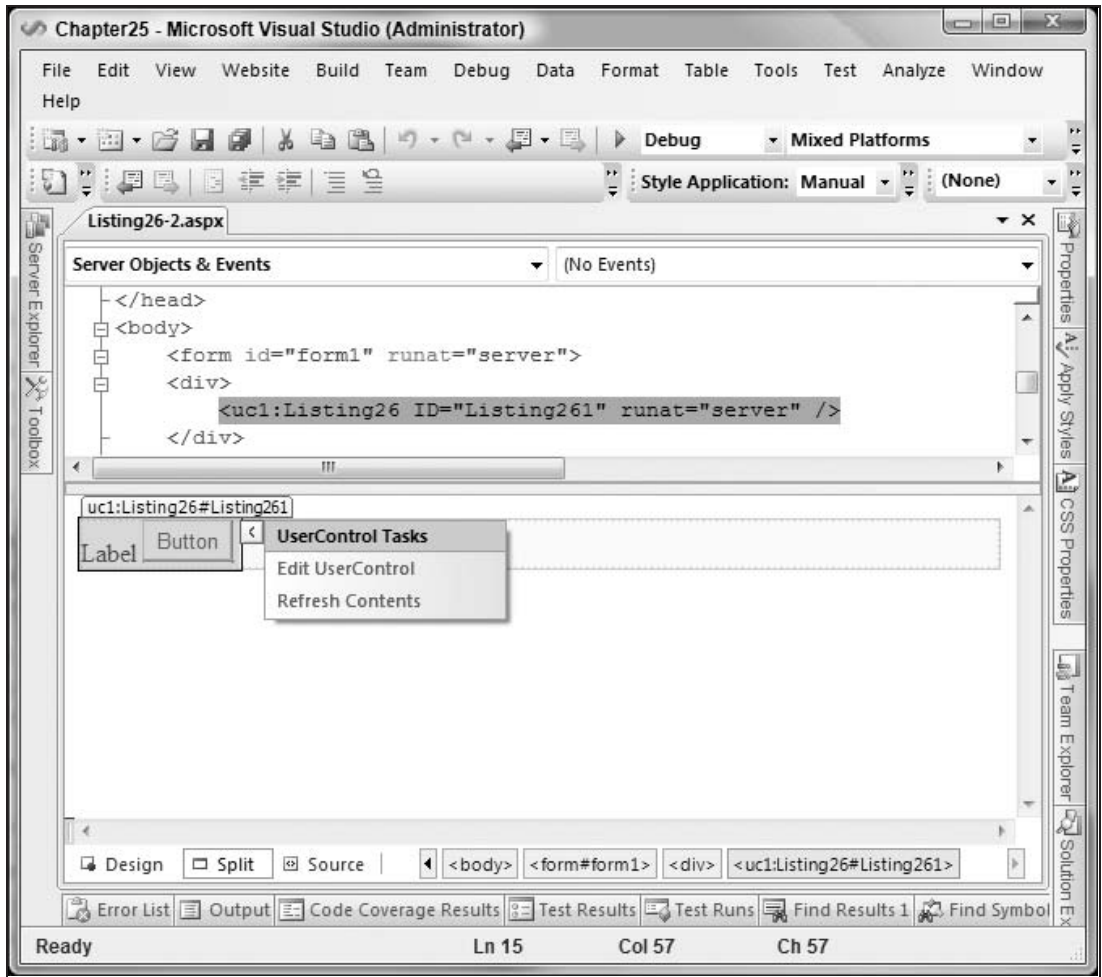 Chapter25 - Microsoft Visual Studio (Administrator)
File Edit View Website Build Team Debug Data Format Table Tools Test Analyze Window
Help
Debug Mixed Platforms
Style Application: Manual (None)
Listing26-2.aspx
Server Objects & Events (No Events)
</head>
<body>
<form id="form1" runat="server">
<div>
<uc1:Listing26 ID="Listing261" runat="server" />
</div>
uc1:Listing26#Listing261
Label Button
UserControl Tasks
Edit UserControl
Refresh Contents
Design Split Source <body> <form#form1> <div> <uc1:Listing26#Listing261>
Error List Output Code Coverage Results Test Results Test Runs Find Results 1 Find Symbol
Ready Ln 15 Col 57 Ch 57
Server Explorer
Toolbox
Properties
Apply Styles
CSS Properties
Team Explorer
Solution Ex